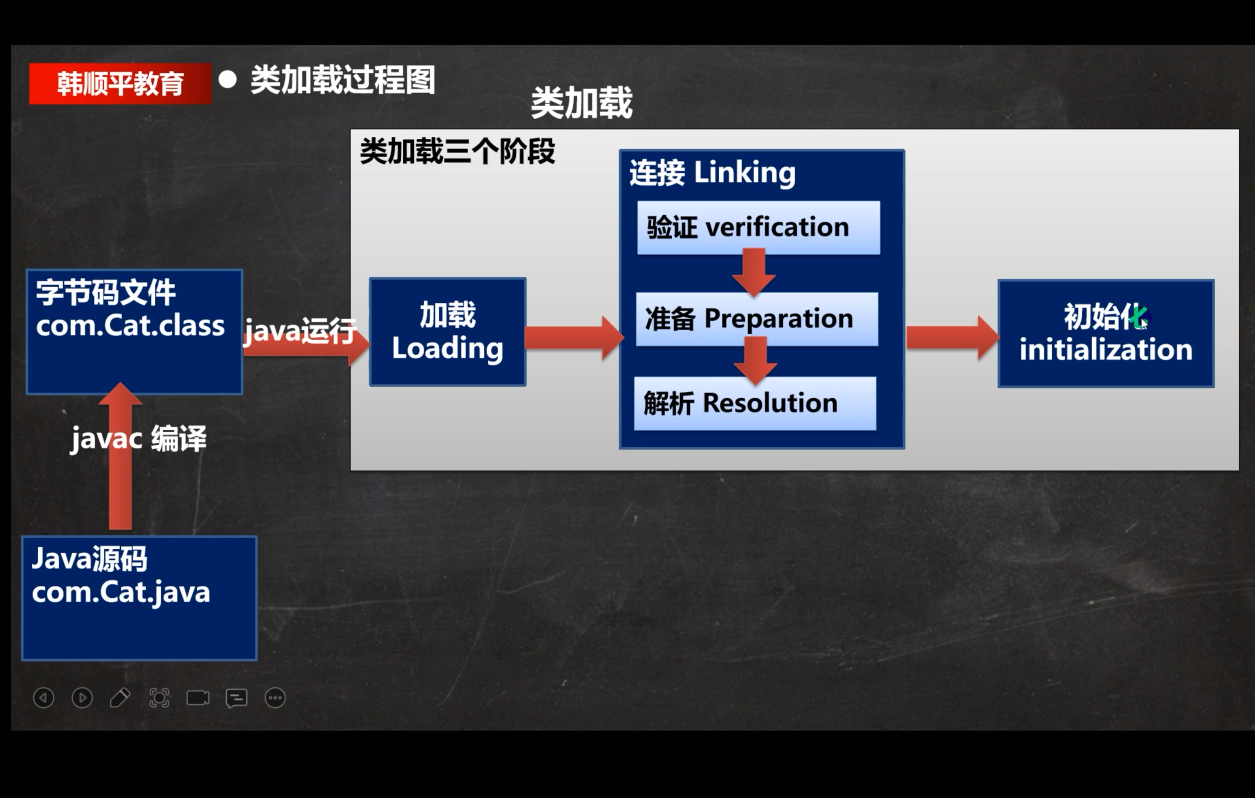 韩顺平教育
● 类加载过程图
类加载
类加载三个阶段
连接 Linking
验证 verification
准备 Preparation
解析 Resolution
字节码文件
com.Cat.class
java运行
加载
Loading
初始化
initialization
javac 编译
Java源码
com.Cat.java